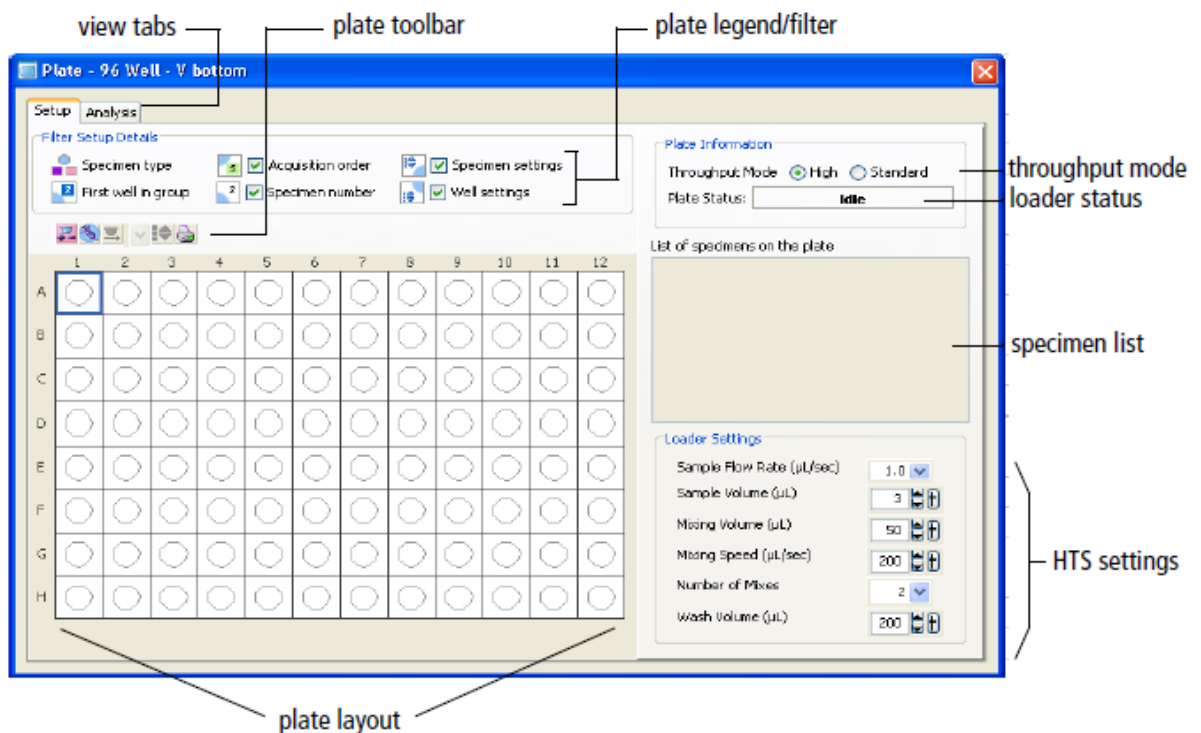 view tabs
plate toolbar
plate legend/filter
Plate - 96 Well - V bottom
Setup Analysis
Filter Setup Details
Specimen type
5 Acquisition order
Specimen settings
2 First well in group
2 Specimen number
Well settings
Plate Information
Throughput Mode High Standard
Plate Status: Idle
throughput mode
loader status
List of specimens on the plate
1 2 3 4 5 6 7 8 9 10 11 12
A
B
C
D
E
F
G
H
specimen list
Loader Settings
Sample Flow Rate (µL/sec) 1.0
Sample Volume (µL) 3
Mixing Volume (µL) 50
Mixing Speed (µL/sec) 200
Number of Mixes 2
Wash Volume (µL) 200
HTS settings
plate layout